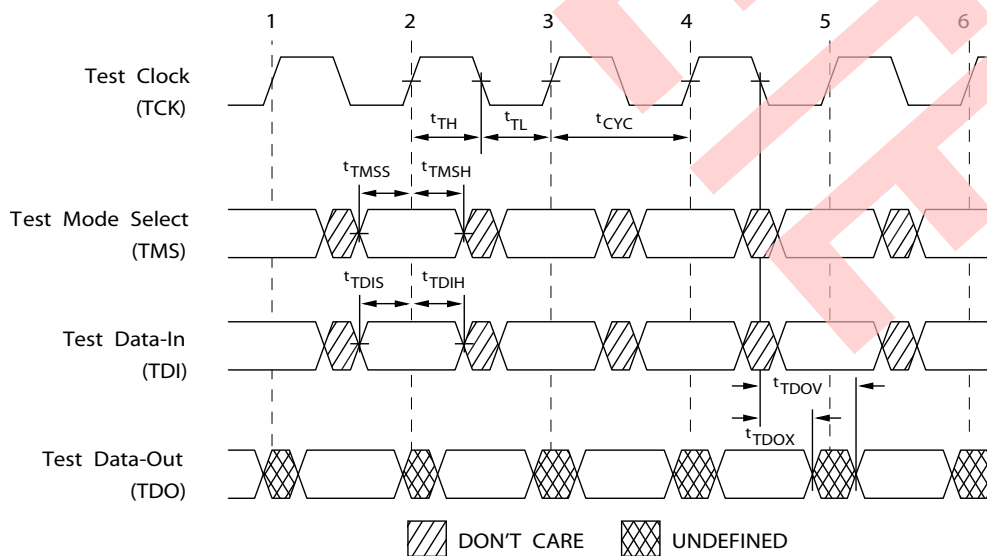 1 2 3 4 5 6
Test Clock
(TCK)
tTH tTL tCYC
tTMSS tTMSH
Test Mode Select
(TMS)
tTDIS tTDIH
Test Data-In
(TDI)
tTDOV
tTDOX
Test Data-Out
(TDO)
DON'T CARE UNDEFINED